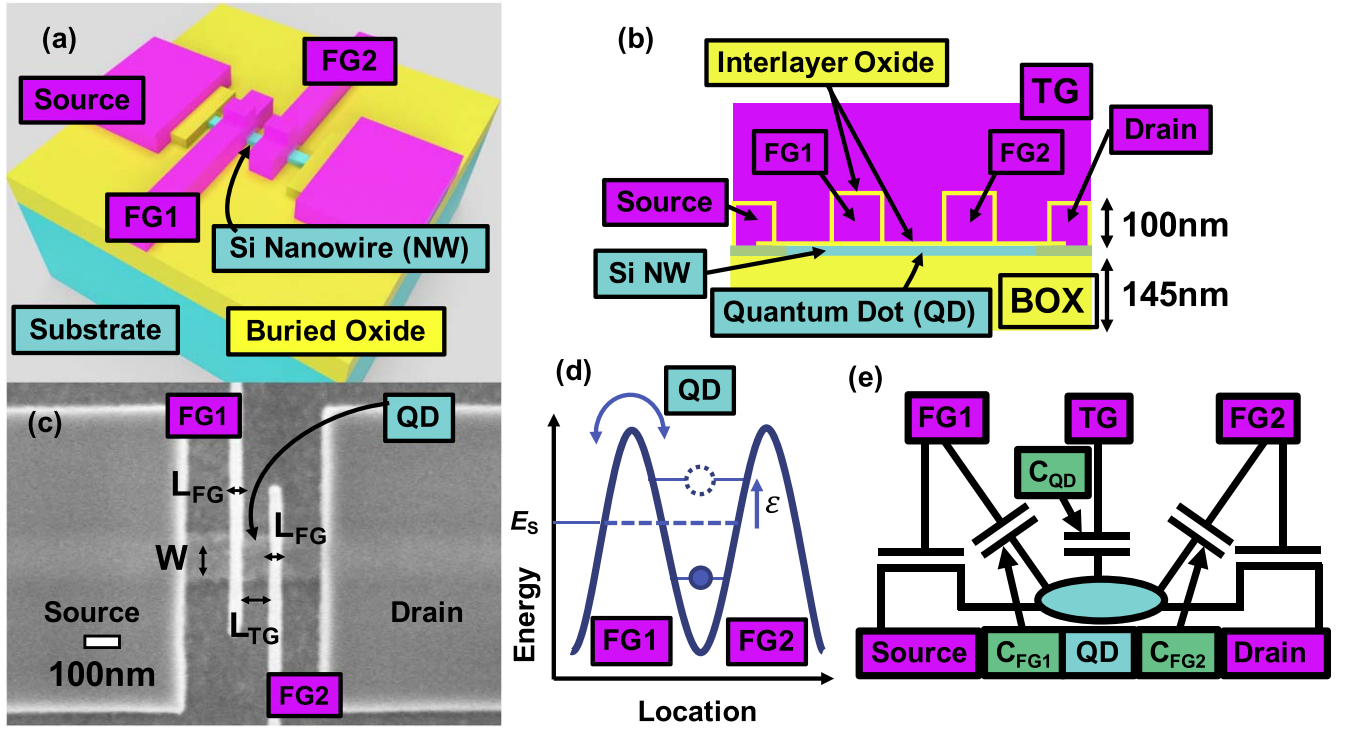 (a)
FG2
Source
FG1
Si Nanowire (NW)
Substrate
Buried Oxide
(b)
Interlayer Oxide
TG
Drain
FG1
FG2
Source
100nm
Si NW
BOX
145nm
Quantum Dot (QD)
(c)
FG1
QD
LFG
LFG
W
Source
LTG
Drain
100nm
FG2
(d)
QD
ε
ES
Energy
FG1
FG2
Location
(e)
FG1
TG
FG2
CQD
Source
CFG1
QD
CFG2
Drain